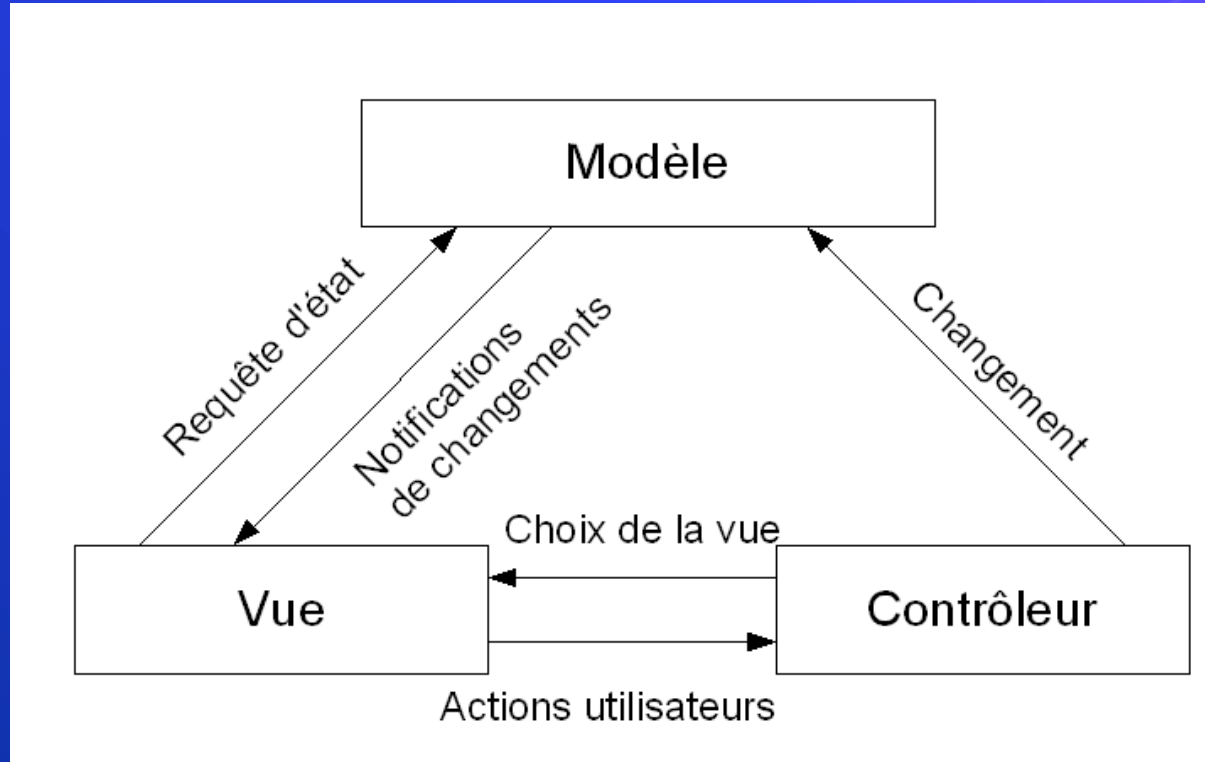 Modèle
Requête d'état
Notifications
de changements
Changement
Choix de la vue
Vue
Contrôleur
Actions utilisateurs